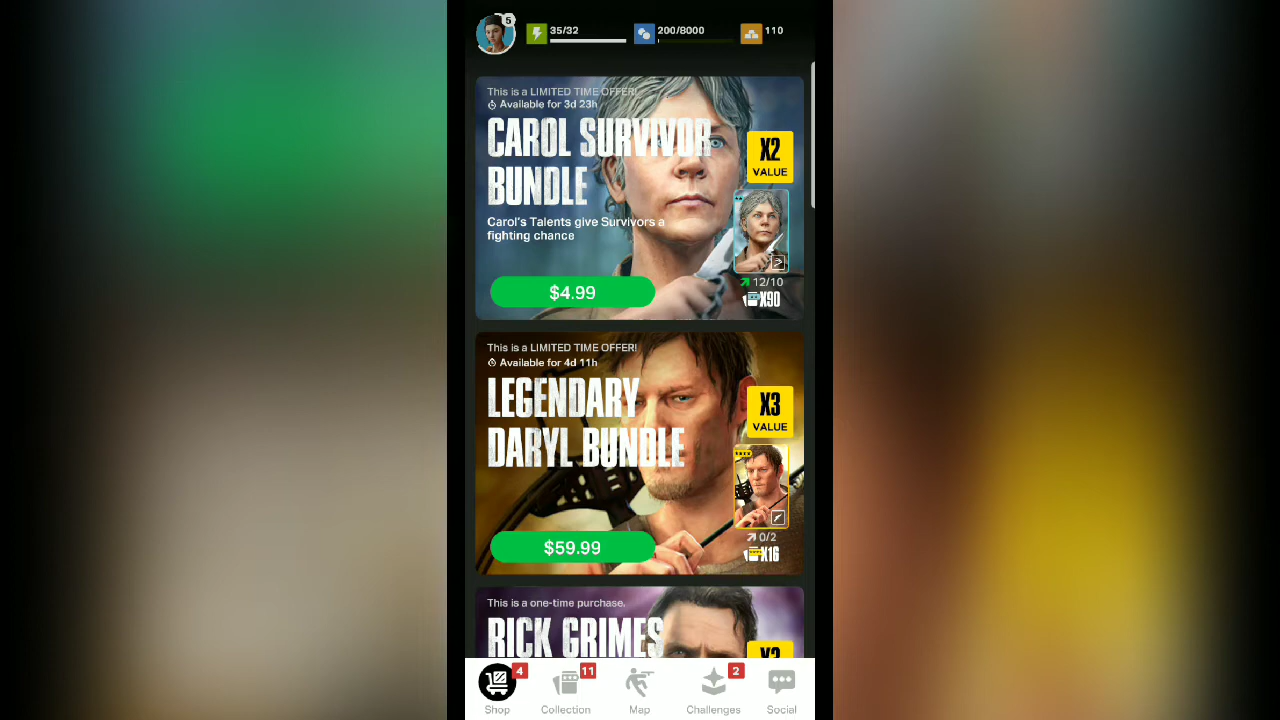 5
35/32
200/8000
110
This is a LIMITED TIME OFFER!
Available for 3d 23h
CAROL SURVIVOR
BUNDLE
Carol's Talents give Survivors a
fighting chance
X2
VALUE
12/10
X90
$4.99
This is a LIMITED TIME OFFER!
Available for 4d 11h
LEGENDARY
DARYL BUNDLE
X3
VALUE
0/2
X16
$59.99
This is a one-time purchase.
RICK GRIMES
4
11
2
Shop
Collection
Map
Challenges
Social